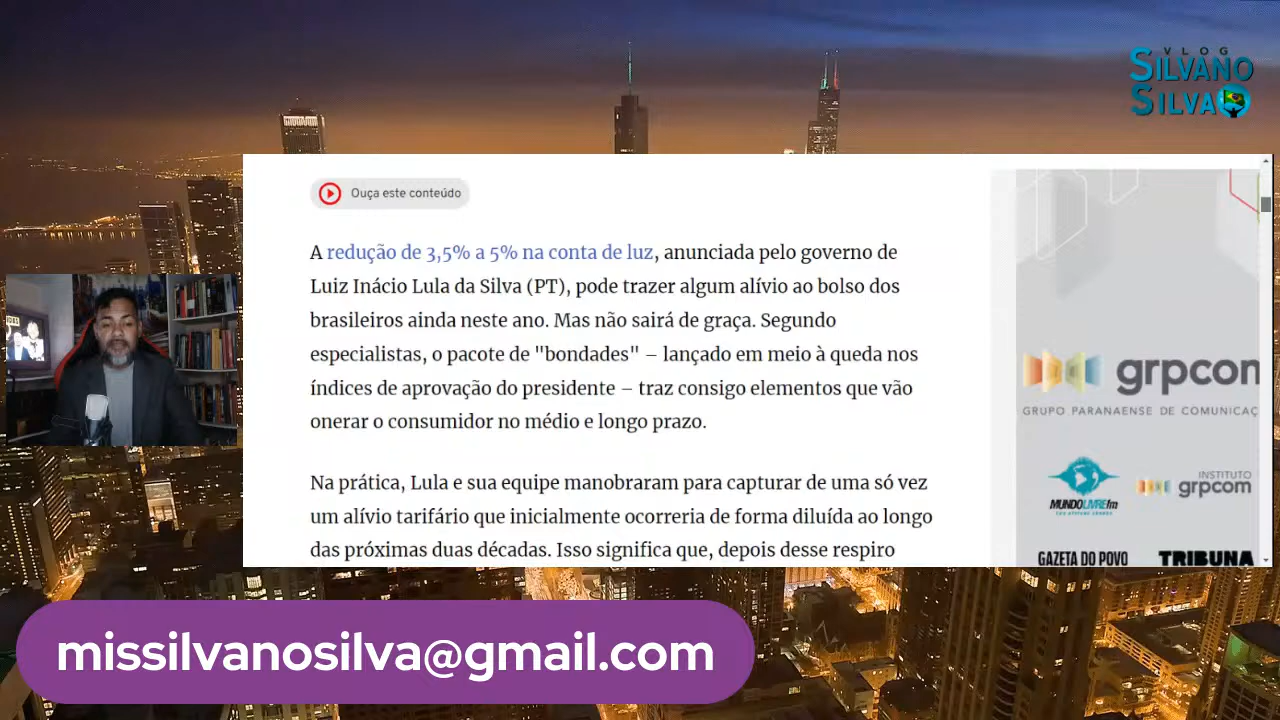 VLOG
SILVANO
SILVA
Ouça este conteúdo
A redução de 3,5% a 5% na conta de luz, anunciada pelo governo de
Luiz Inácio Lula da Silva (PT), pode trazer algum alívio ao bolso dos
brasileiros ainda neste ano. Mas não sairá de graça. Segundo
especialistas, o pacote de "bondades" – lançado em meio à queda nos
índices de aprovação do presidente – traz consigo elementos que vão
onerar o consumidor no médio e longo prazo.
Na prática, Lula e sua equipe manobraram para capturar de uma só vez
um alívio tarifário que inicialmente ocorreria de forma diluída ao longo
das próximas duas décadas. Isso significa que, depois desse respiro
grpcom
GRUPO PARANAENSE DE COMUNICAÇ
MUNDOLIVREfm
INSTITUTO
grpcom
GAZETA DO POVO
TRIBUNA
missilvanosilva@gmail.com